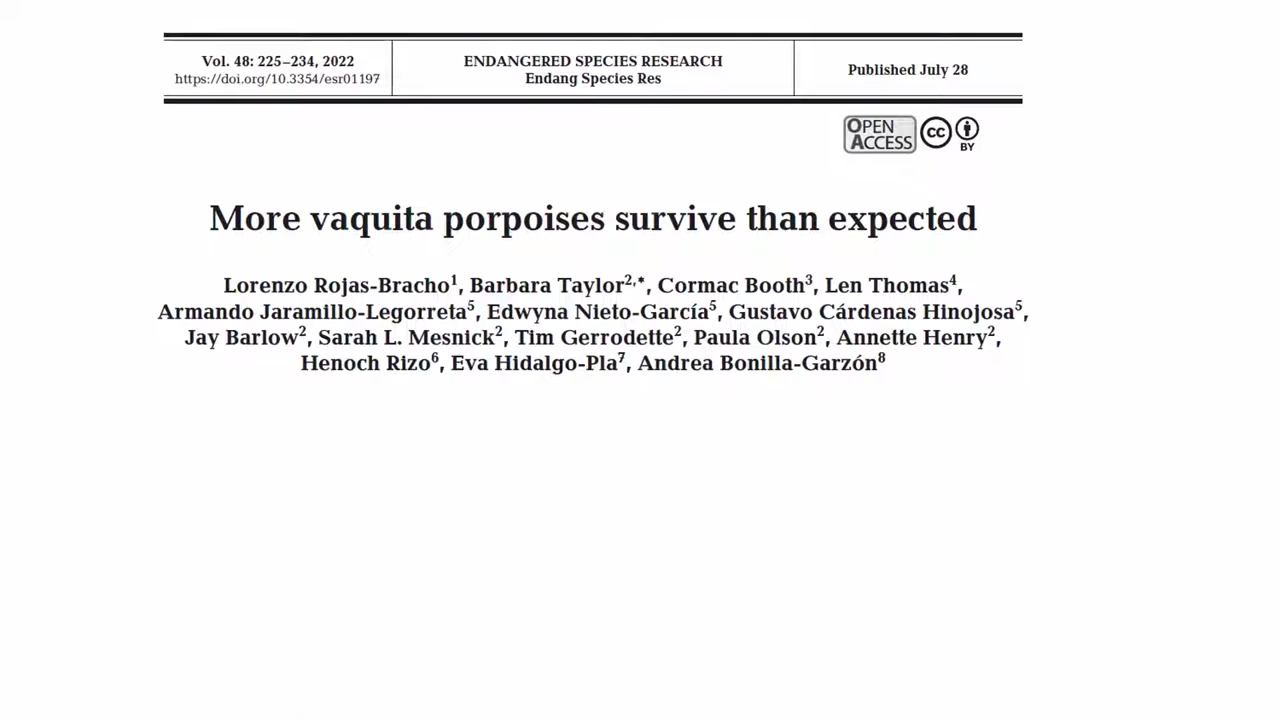 Vol. 48: 225–234, 2022
https://doi.org/10.3354/esr01197
ENDANGERED SPECIES RESEARCH
Endang Species Res
Published July 28
OPEN ACCESS
cc
BY
More vaquita porpoises survive than expected
Lorenzo Rojas-Bracho1, Barbara Taylor2,*, Cormac Booth3, Len Thomas4,
Armando Jaramillo-Legorreta5, Edwyna Nieto-García5, Gustavo Cárdenas Hinojosa5,
Jay Barlow2, Sarah L. Mesnick2, Tim Gerrodette2, Paula Olson2, Annette Henry2,
Henoch Rizo6, Eva Hidalgo-Pla7, Andrea Bonilla-Garzón8